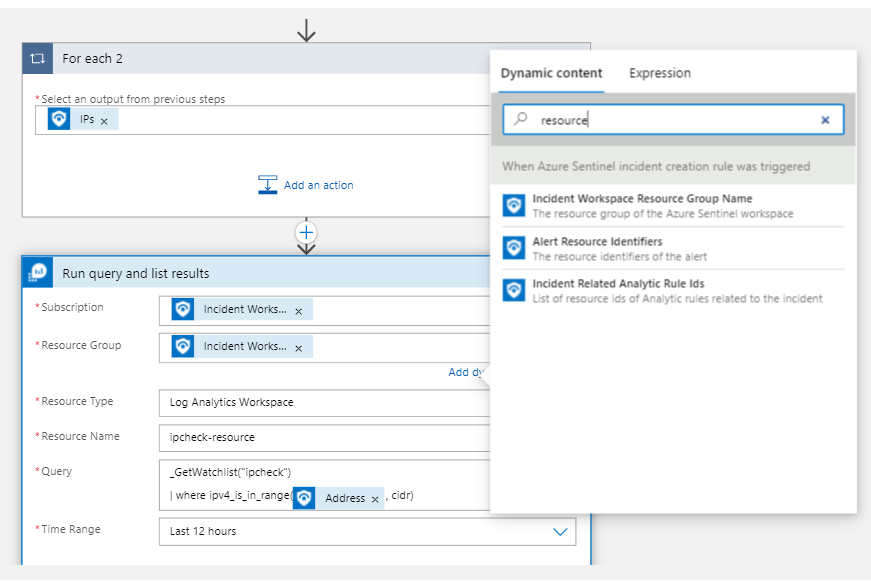 For each 2
* Select an output from previous steps
IPs ×
Add an action
Run query and list results
* Subscription
Incident Works... ×
* Resource Group
Incident Works... ×
Add dy
* Resource Type
Log Analytics Workspace
* Resource Name
ipcheck-resource
* Query
_GetWatchlist("ipcheck")
| where ipv4_is_in_range( Address × , cidr)
* Time Range
Last 12 hours
Dynamic content Expression
resource ×
When Azure Sentinel incident creation rule was triggered
Incident Workspace Resource Group Name
The resource group of the Azure Sentinel workspace
Alert Resource Identifiers
The resource identifiers of the alert
Incident Related Analytic Rule Ids
List of resource ids of Analytic rules related to the incident